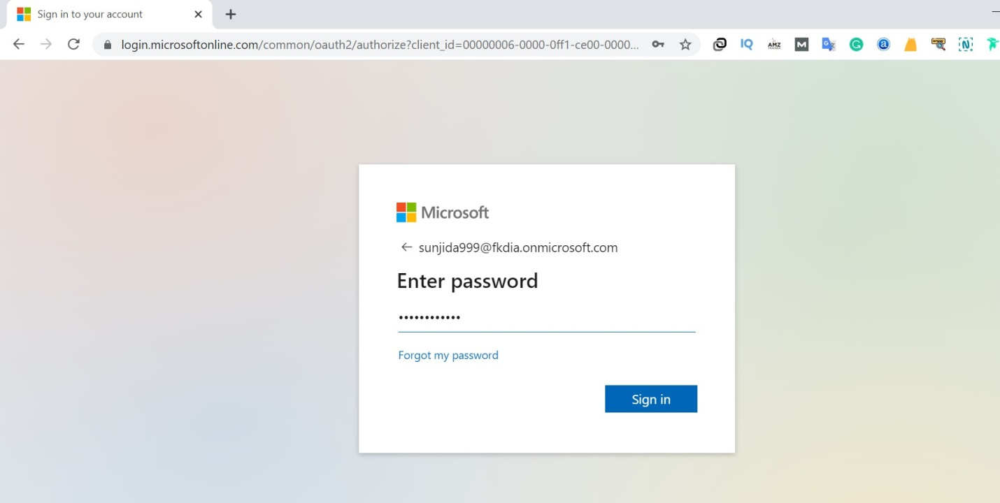 Sign in to your account
login.microsoftonline.com/common/oauth2/authorize?client_id=00000006-0000-0ff1-ce00-0000...
IQ
AMZ
M
G
G
a
N
Microsoft
sunjida999@fkdia.onmicrosoft.com
Enter password
••••••••••••
Forgot my password
Sign in